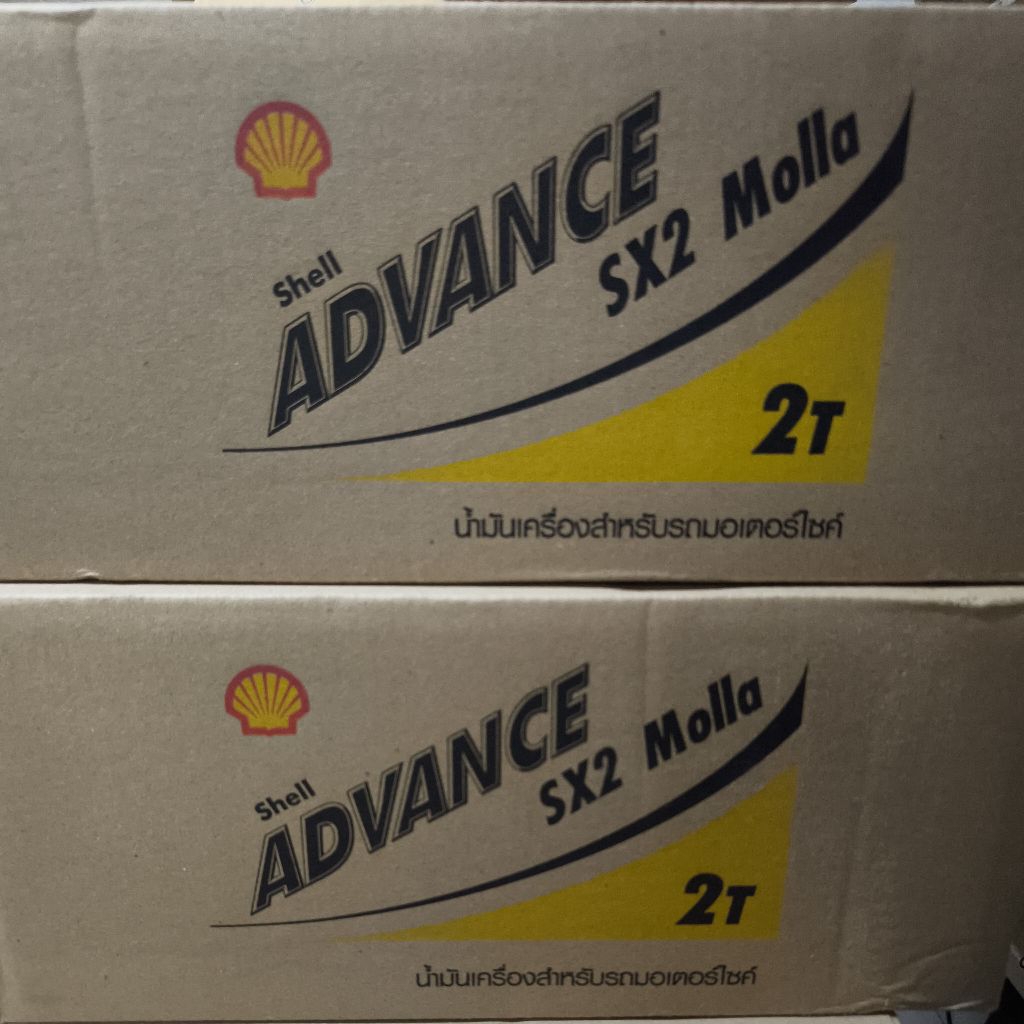 Shell
ADVANCE
SX2 Molla
2T
น้ำมันเครื่องสำหรับรถมอเตอร์ไซค์
Shell
ADVANCE
SX2 Molla
2T
น้ำมันเครื่องสำหรับรถมอเตอร์ไซค์